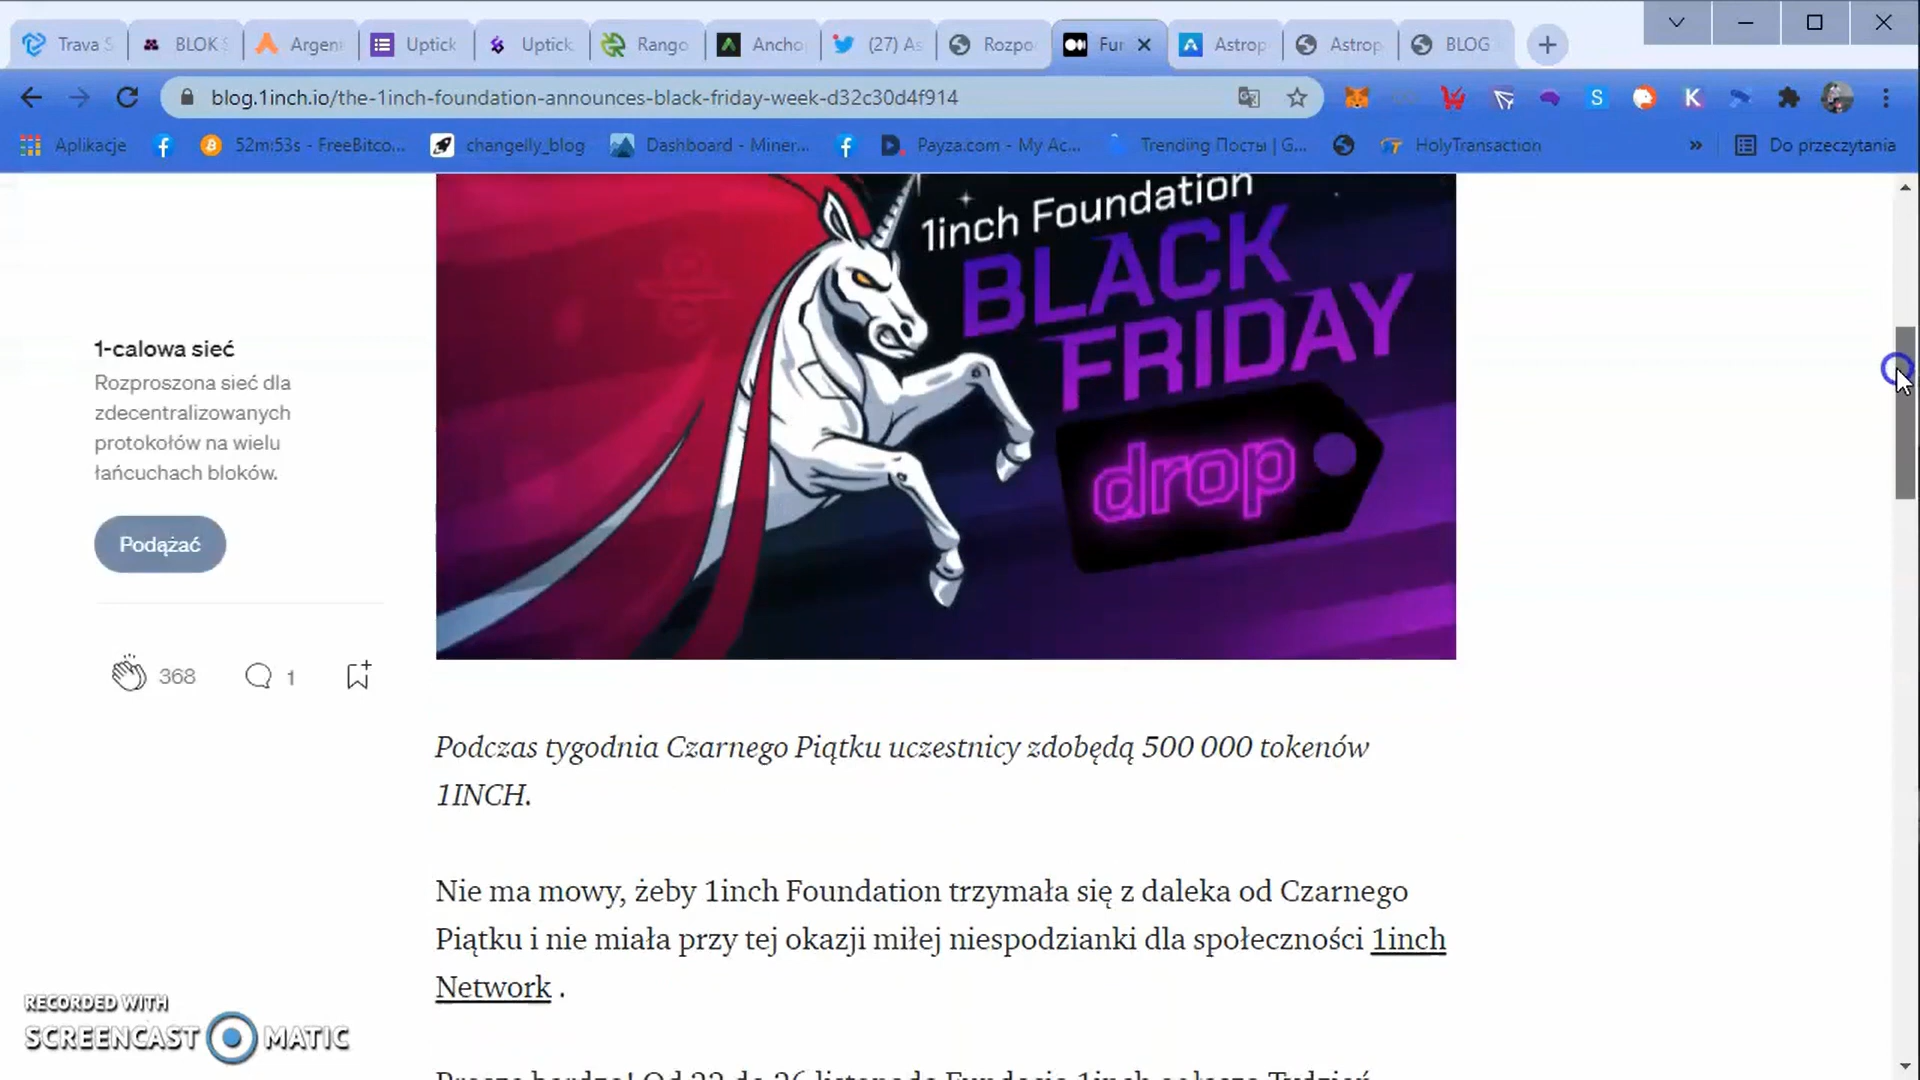 Trava S
BLOK S
Argen
Uptick
Uptick
Rango
Ancho
(27) As
Rozpo
Fur
Astrop
Astrop
BLOG
blog.1inch.io/the-1inch-foundation-announces-black-friday-week-d32c30d4f914
Aplikacje
52m:53s - FreeBitco...
changelly_blog
Dashboard - Miner...
Payza.com - My Ac...
Trending Посты | G...
HolyTransaction
»
Do przeczytania
1inch Foundation
BLACK
FRIDAY
drop
1-calowa sieć
Rozproszona sieć dla
zdecentralizowanych
protokołów na wielu
łańcuchach bloków.
Podążać
368
1
Podczas tygodnia Czarnego Piątku uczestnicy zdobędą 500 000 tokenów
1INCH.
Nie ma mowy, żeby 1inch Foundation trzymała się z daleka od Czarnego
Piątku i nie miała przy tej okazji miłej niespodzianki dla społeczności 1inch
Network .
RECORDED WITH
SCREENCAST MATIC